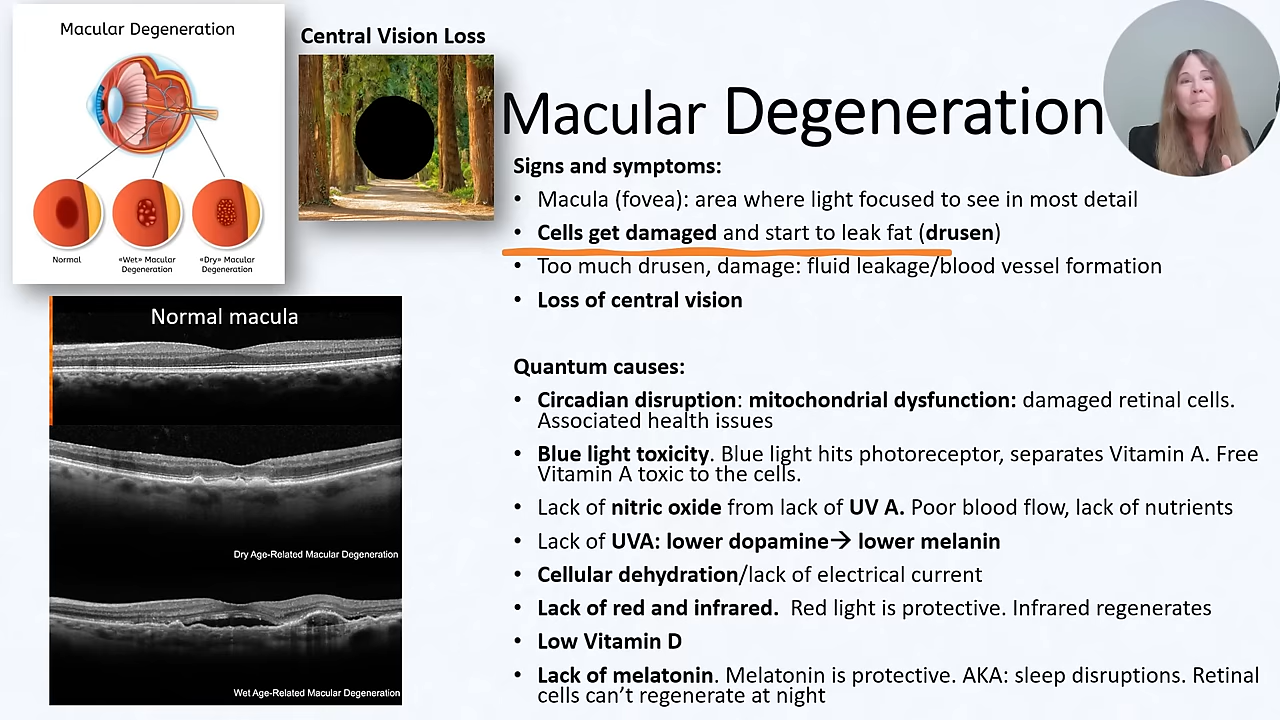 Macular Degeneration
Normal
«Wet» Macular
Degeneration
«Dry» Macular
Degeneration
Central Vision Loss
Normal macula
Dry Age-Related Macular Degeneration
Wet Age-Related Macular Degeneration
Macular Degeneration
Signs and symptoms:
• Macula (fovea): area where light focused to see in most detail
• Cells get damaged and start to leak fat (drusen)
• Too much drusen, damage: fluid leakage/blood vessel formation
• Loss of central vision
Quantum causes:
• Circadian disruption: mitochondrial dysfunction: damaged retinal cells.
Associated health issues
• Blue light toxicity. Blue light hits photoreceptor, separates Vitamin A. Free
Vitamin A toxic to the cells.
• Lack of nitric oxide from lack of UV A. Poor blood flow, lack of nutrients
• Lack of UVA: lower dopamine→ lower melanin
• Cellular dehydration/lack of electrical current
• Lack of red and infrared.  Red light is protective. Infrared regenerates
• Low Vitamin D
• Lack of melatonin. Melatonin is protective. AKA: sleep disruptions. Retinal
cells can't regenerate at night